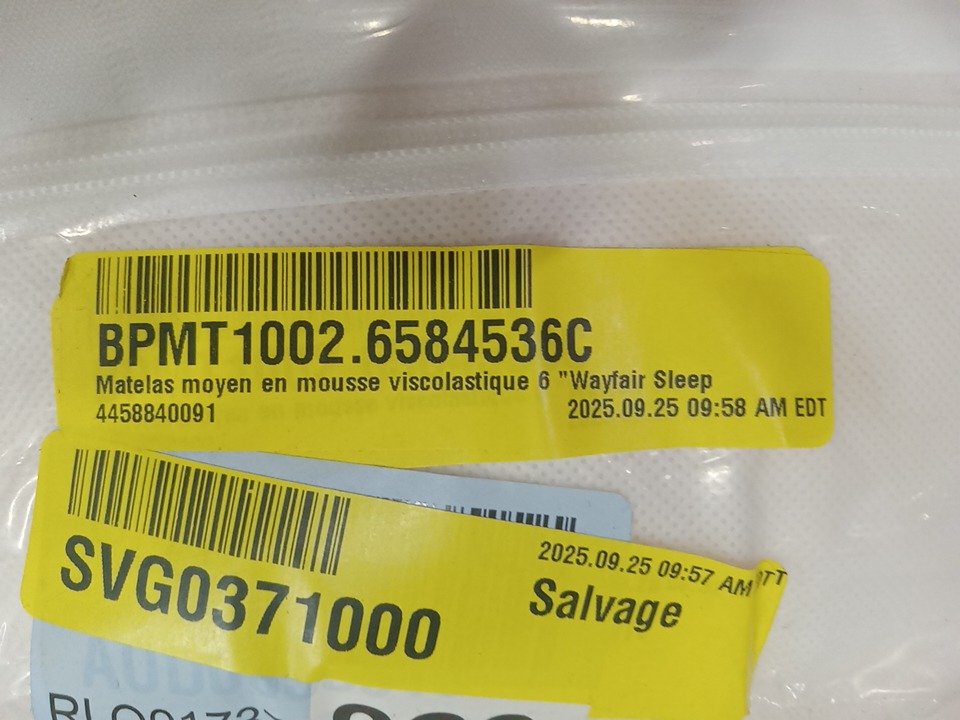 BPMT1002.6584536C
Matelas moyen en mousse viscolastique 6 "Wayfair Sleep
4458840091 2025.09.25 09:58 AM EDT
2025.09.25 09:57 AM
SVG0371000 Salvage